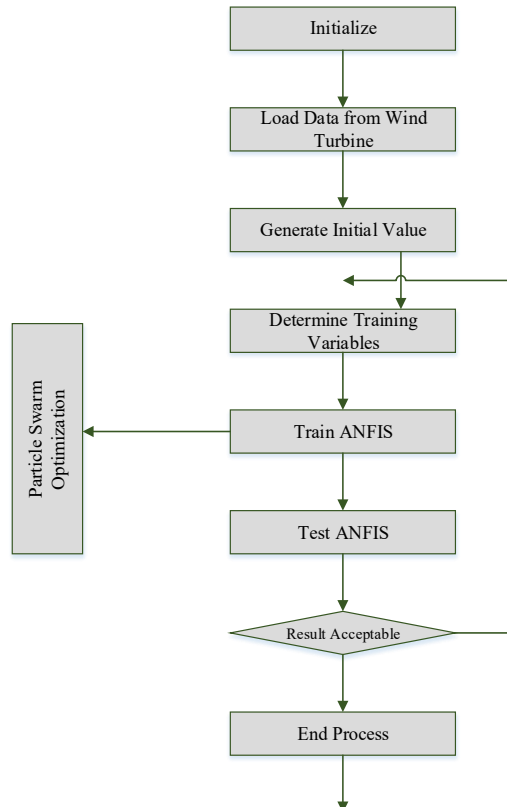 Initialize
Load Data from Wind
Turbine
Generate Initial Value
Determine Training
Variables
Particle Swarm
Optimization
Train ANFIS
Test ANFIS
Result Acceptable
End Process